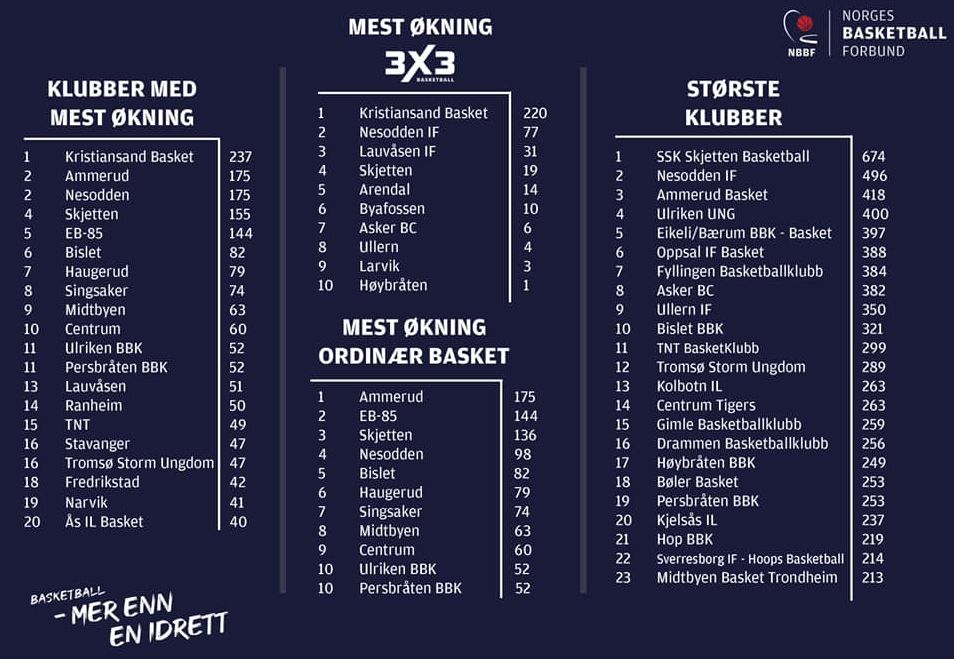 NORGES
BASKETBALL
FORBUND
NBBF
KLUBBER MED
MEST ØKNING
1 Kristiansand Basket 237
2 Ammerud 175
2 Nesodden 175
4 Skjetten 155
5 EB-85 144
6 Bislet 82
7 Haugerud 79
8 Singsaker 74
9 Midtbyen 63
10 Centrum 60
11 Ulriken BBK 52
11 Persbråten BBK 52
13 Lauvåsen 51
14 Ranheim 50
15 TNT 49
16 Stavanger 47
16 Tromsø Storm Ungdom 47
18 Fredrikstad 42
19 Narvik 41
20 Ås IL Basket 40
BASKETBALL
- MER ENN
EN IDRETT
MEST ØKNING
3X3
BASKETBALL
1 Kristiansand Basket 220
2 Nesodden IF 77
3 Lauvåsen IF 31
4 Skjetten 19
5 Arendal 14
6 Byafossen 10
7 Asker BC 6
8 Ullern 4
9 Larvik 3
10 Høybråten 1
MEST ØKNING
ORDINÆR BASKET
1 Ammerud 175
2 EB-85 144
3 Skjetten 136
4 Nesodden 98
5 Bislet 82
6 Haugerud 79
7 Singsaker 74
8 Midtbyen 63
9 Centrum 60
10 Ulriken BBK 52
10 Persbråten BBK 52
STØRSTE
KLUBBER
1 SSK Skjetten Basketball 674
2 Nesodden IF 496
3 Ammerud Basket 418
4 Ulriken UNG 400
5 Eikeli/Bærum BBK - Basket 397
6 Oppsal IF Basket 388
7 Fyllingen Basketballklubb 384
8 Asker BC 382
9 Ullern IF 350
10 Bislet BBK 321
11 TNT BasketKlubb 299
12 Tromsø Storm Ungdom 289
13 Kolbotn IL 263
14 Centrum Tigers 263
15 Gimle Basketballklubb 259
16 Drammen Basketballklubb 256
17 Høybråten BBK 249
18 Bøler Basket 253
19 Persbråten BBK 253
20 Kjelsås IL 237
21 Hop BBK 219
22 Sverresborg IF - Hoops Basketball 214
23 Midtbyen Basket Trondheim 213